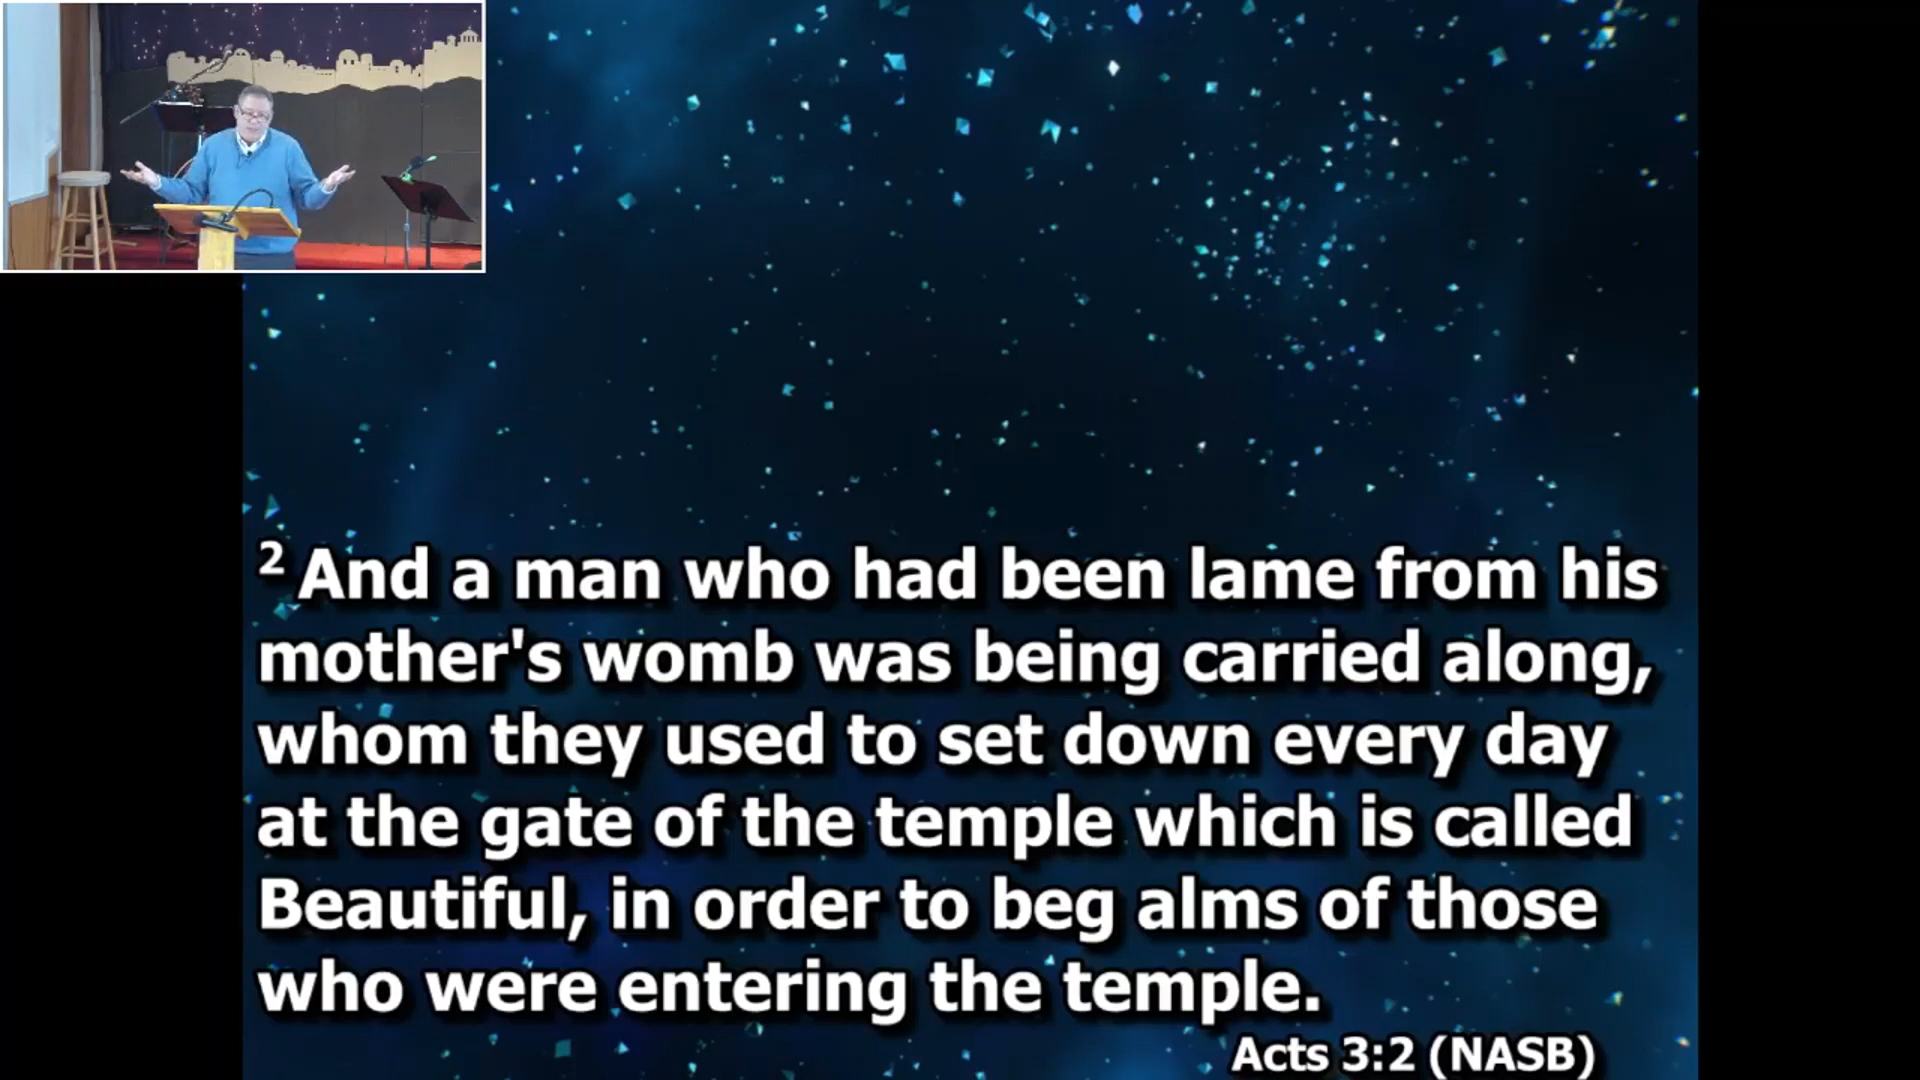 2 And a man who had been lame from his
mother's womb was being carried along,
whom they used to set down every day
at the gate of the temple which is called
Beautiful, in order to beg alms of those
who were entering the temple.
Acts 3:2 (NASB)